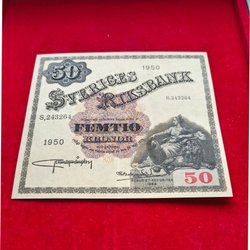 50
1950
SVERIGES
RIKSBANK
S,243264
S,243264
FEMTIO
1950
KRONOR
50